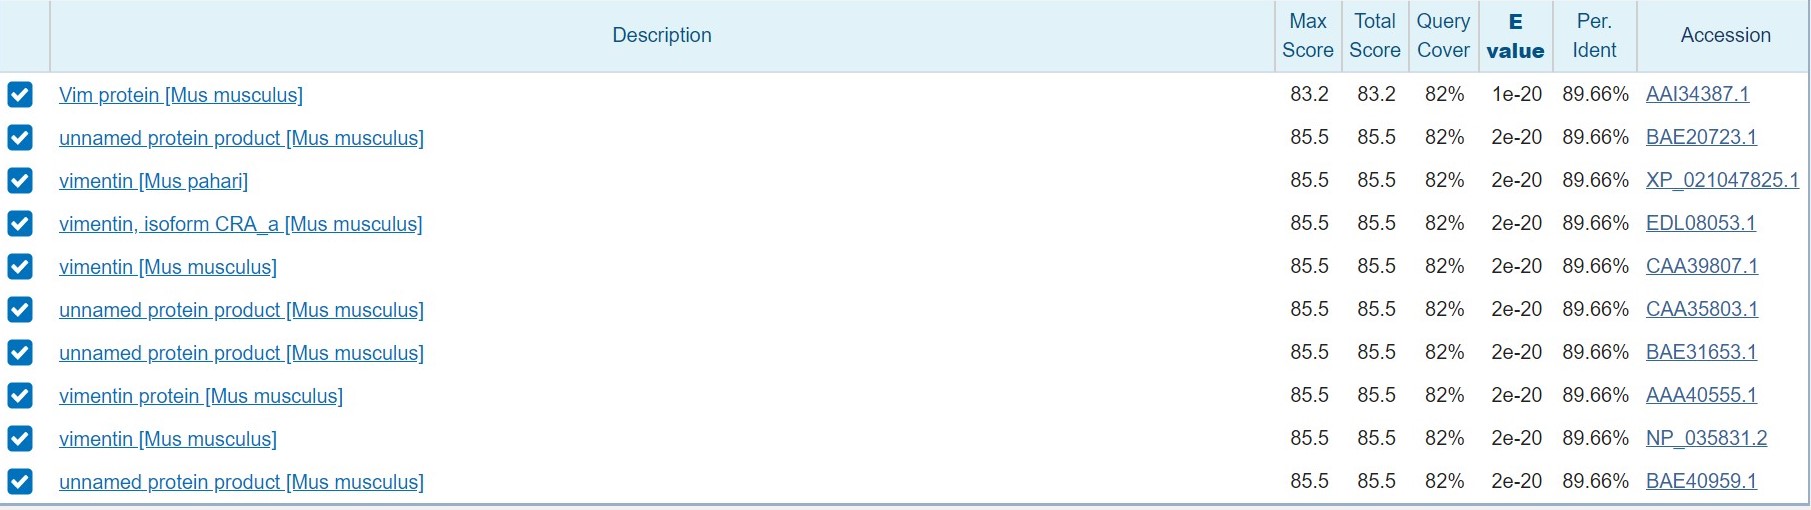 Description Max Score Total Score Query Cover E value Per. Ident Accession
Vim protein [Mus musculus] 83.2 83.2 82% 1e-20 89.66% AAI34387.1
unnamed protein product [Mus musculus] 85.5 85.5 82% 2e-20 89.66% BAE20723.1
vimentin [Mus pahari] 85.5 85.5 82% 2e-20 89.66% XP_021047825.1
vimentin, isoform CRA_a [Mus musculus] 85.5 85.5 82% 2e-20 89.66% EDL08053.1
vimentin [Mus musculus] 85.5 85.5 82% 2e-20 89.66% CAA39807.1
unnamed protein product [Mus musculus] 85.5 85.5 82% 2e-20 89.66% CAA35803.1
unnamed protein product [Mus musculus] 85.5 85.5 82% 2e-20 89.66% BAE31653.1
vimentin protein [Mus musculus] 85.5 85.5 82% 2e-20 89.66% AAA40555.1
vimentin [Mus musculus] 85.5 85.5 82% 2e-20 89.66% NP_035831.2
unnamed protein product [Mus musculus] 85.5 85.5 82% 2e-20 89.66% BAE40959.1